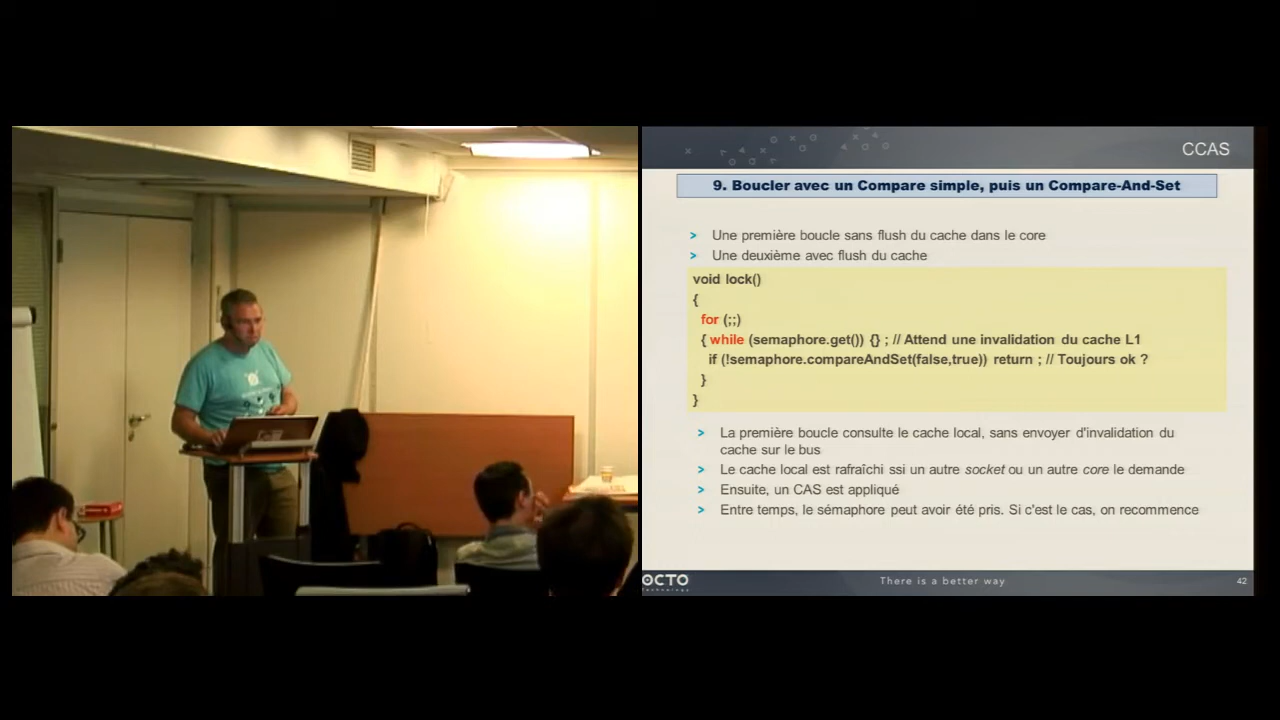 CCAS
9. Boucler avec un Compare simple, puis un Compare-And-Set
> Une première boucle sans flush du cache dans le core
> Une deuxième avec flush du cache
void lock()
{
for (;;)
{ while (semaphore.get()) {} ; // Attend une invalidation du cache L1
if (!semaphore.compareAndSet(false,true)) return ; // Toujours ok ?
}
}
> La première boucle consulte le cache local, sans envoyer d'invalidation du
cache sur le bus
> Le cache local est rafraîchi ssi un autre socket ou un autre core le demande
> Ensuite, un CAS est appliqué
> Entre temps, le sémaphore peut avoir été pris. Si c'est le cas, on recommence
OCTO
Technology
There is a better way
42